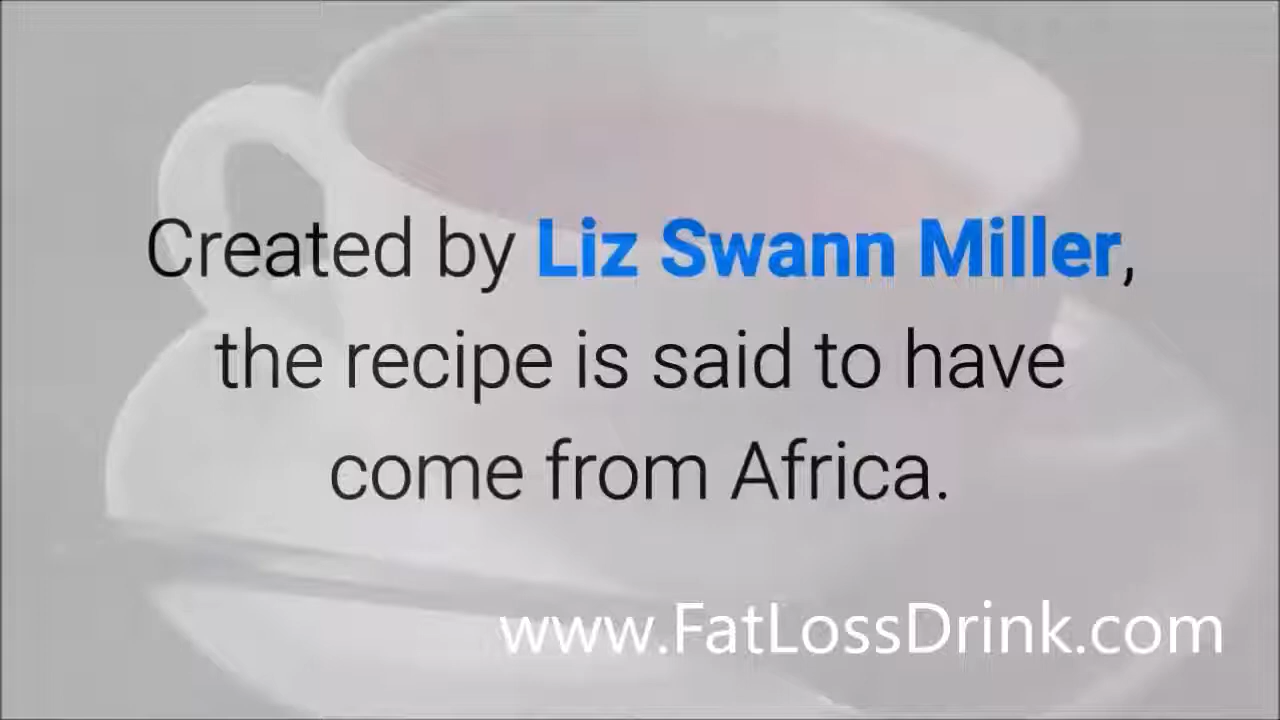 Created by Liz Swann Miller,
the recipe is said to have
come from Africa.
www.FatLossDrink.com